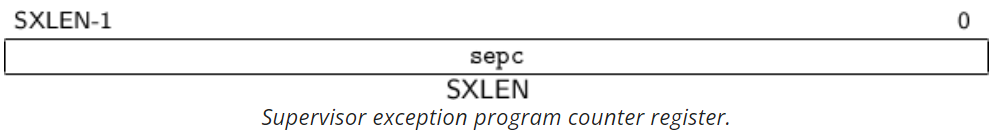 SXLEN-1 0
sepc
SXLEN
Supervisor exception program counter register.